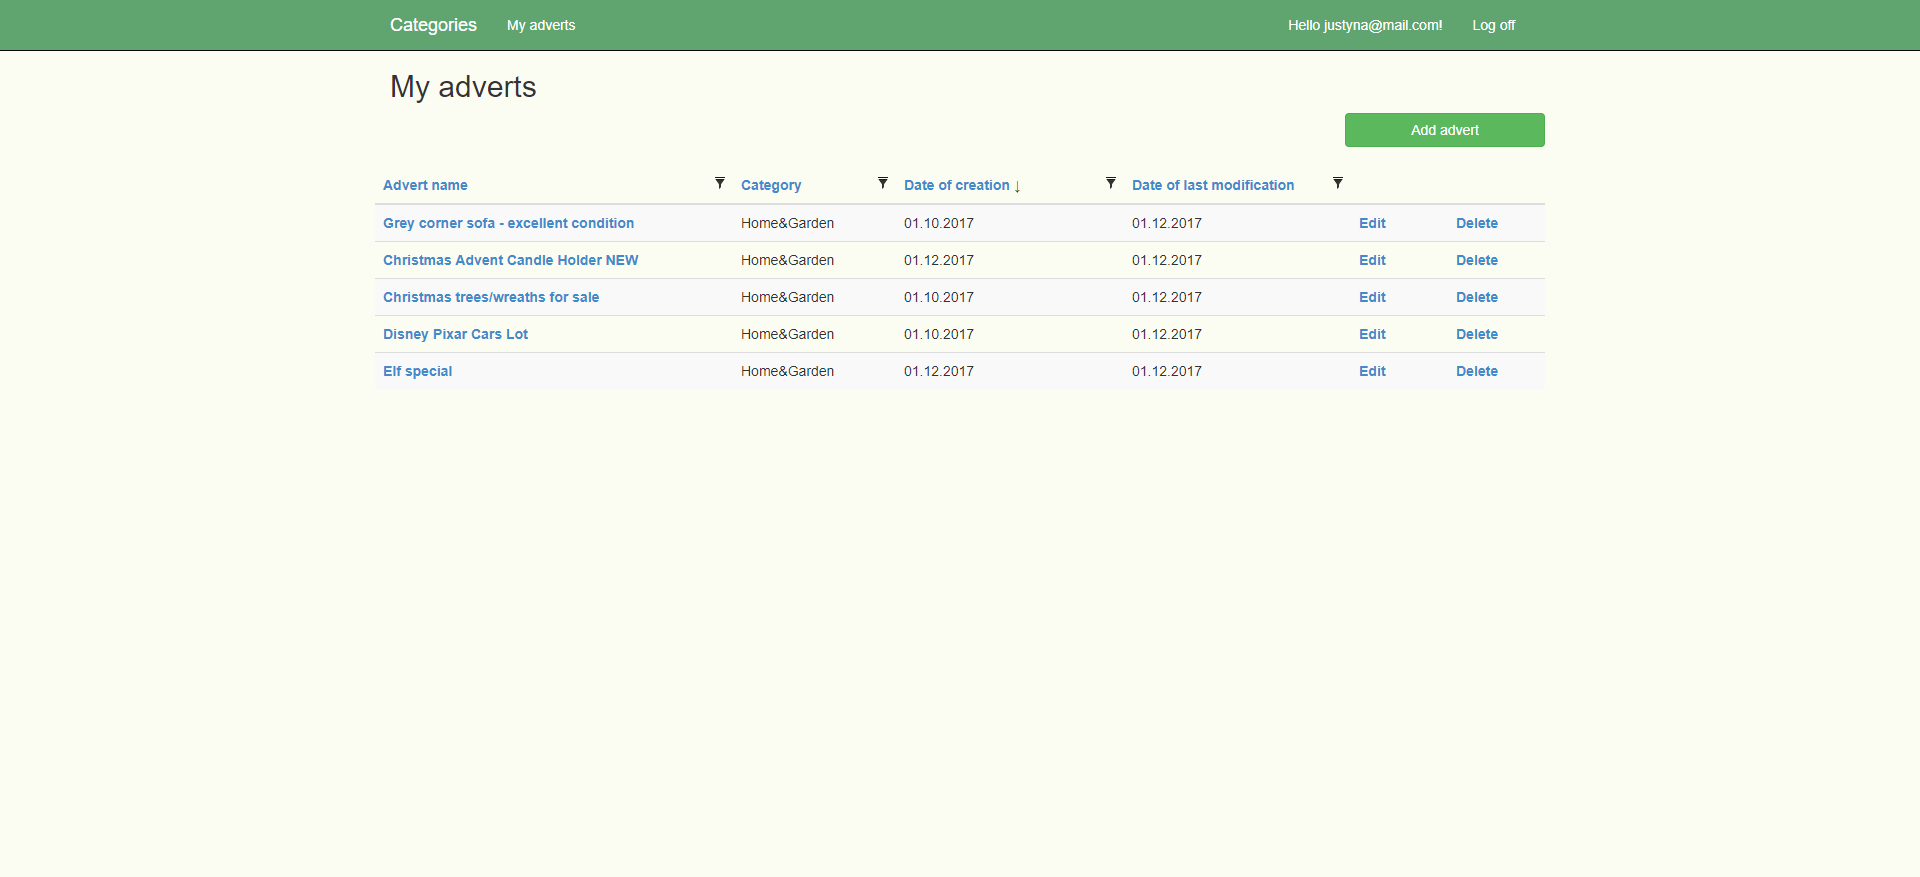 Categories My adverts Hello justyna@mail.com! Log off
My adverts
Add advert
Advert name Category Date of creation ↓ Date of last modification
Grey corner sofa - excellent condition Home&Garden 01.10.2017 01.12.2017 Edit Delete
Christmas Advent Candle Holder NEW Home&Garden 01.12.2017 01.12.2017 Edit Delete
Christmas trees/wreaths for sale Home&Garden 01.10.2017 01.12.2017 Edit Delete
Disney Pixar Cars Lot Home&Garden 01.10.2017 01.12.2017 Edit Delete
Elf special Home&Garden 01.12.2017 01.12.2017 Edit Delete